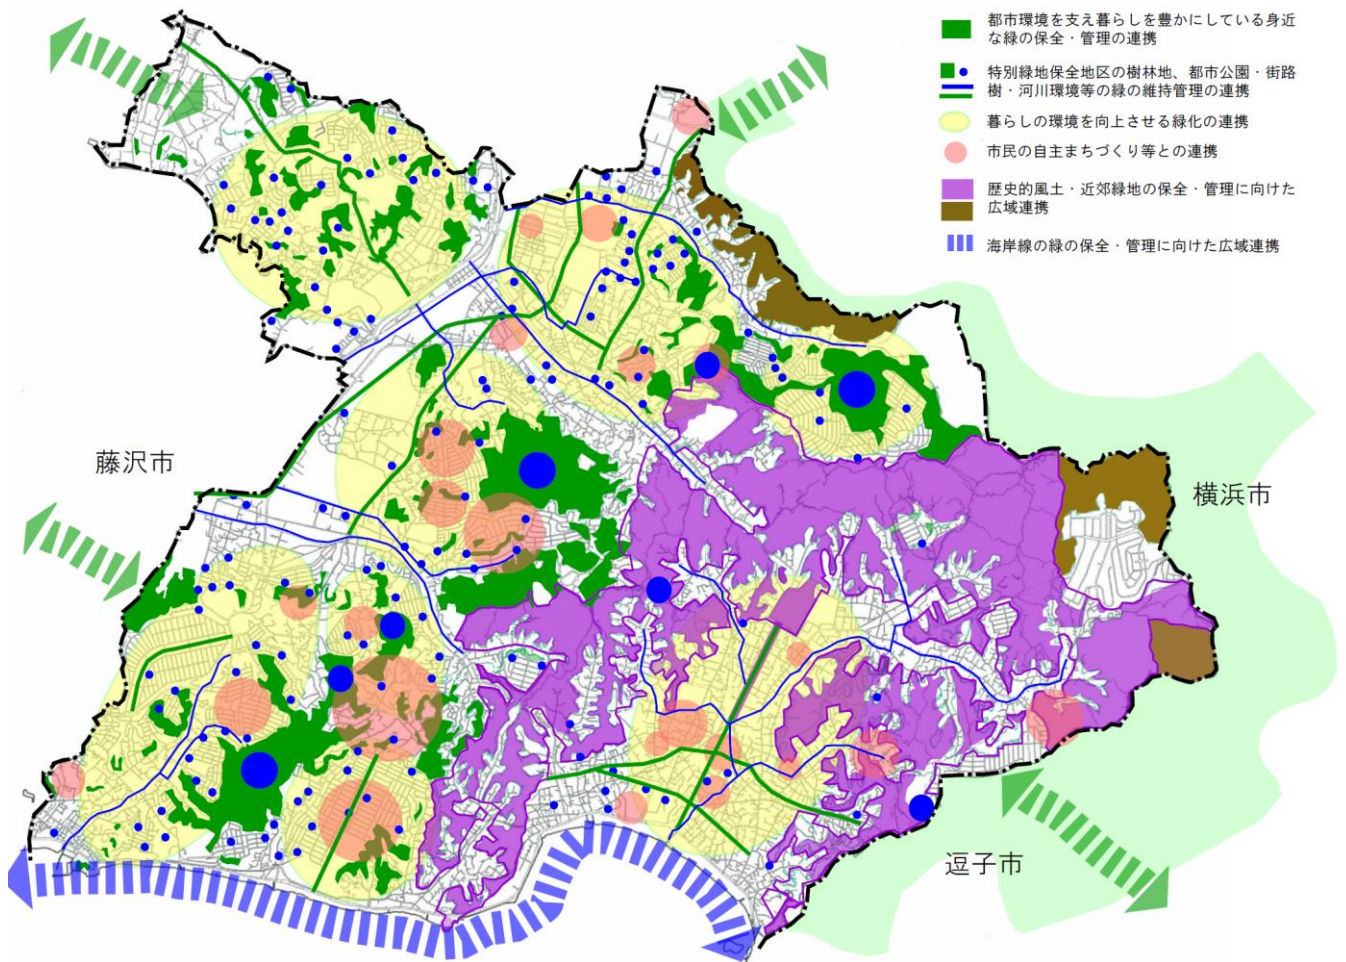 都市環境を支え暮らしを豊かにしている身近
な緑の保全・管理の連携
特別緑地保全地区の樹林地、都市公園・街路
樹・河川環境等の緑の維持管理の連携
暮らしの環境を向上させる緑化の連携
市民の自主まちづくり等との連携
歴史的風土・近郊緑地の保全・管理に向けた
広域連携
海岸線の緑の保全・管理に向けた広域連携
藤沢市
横浜市
逗子市